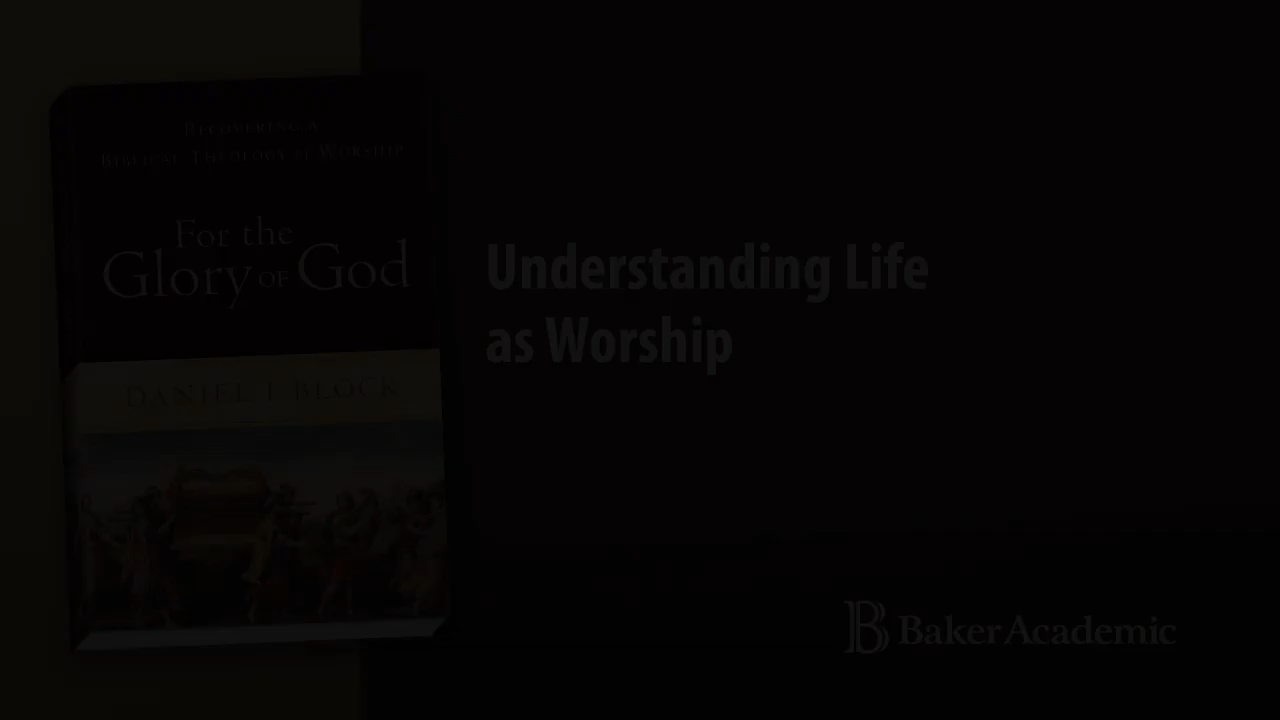 RECOVERING A
BIBLICAL THEOLOGY OF WORSHIP
For the
GLORY OF GOD
DANIEL I. BLOCK
Understanding Life
as Worship
B BakerAcademic